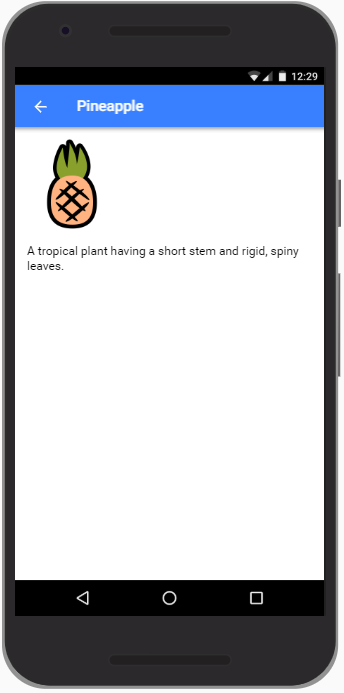 12:29
Pineapple
A tropical plant having a short stem and rigid, spiny
leaves.